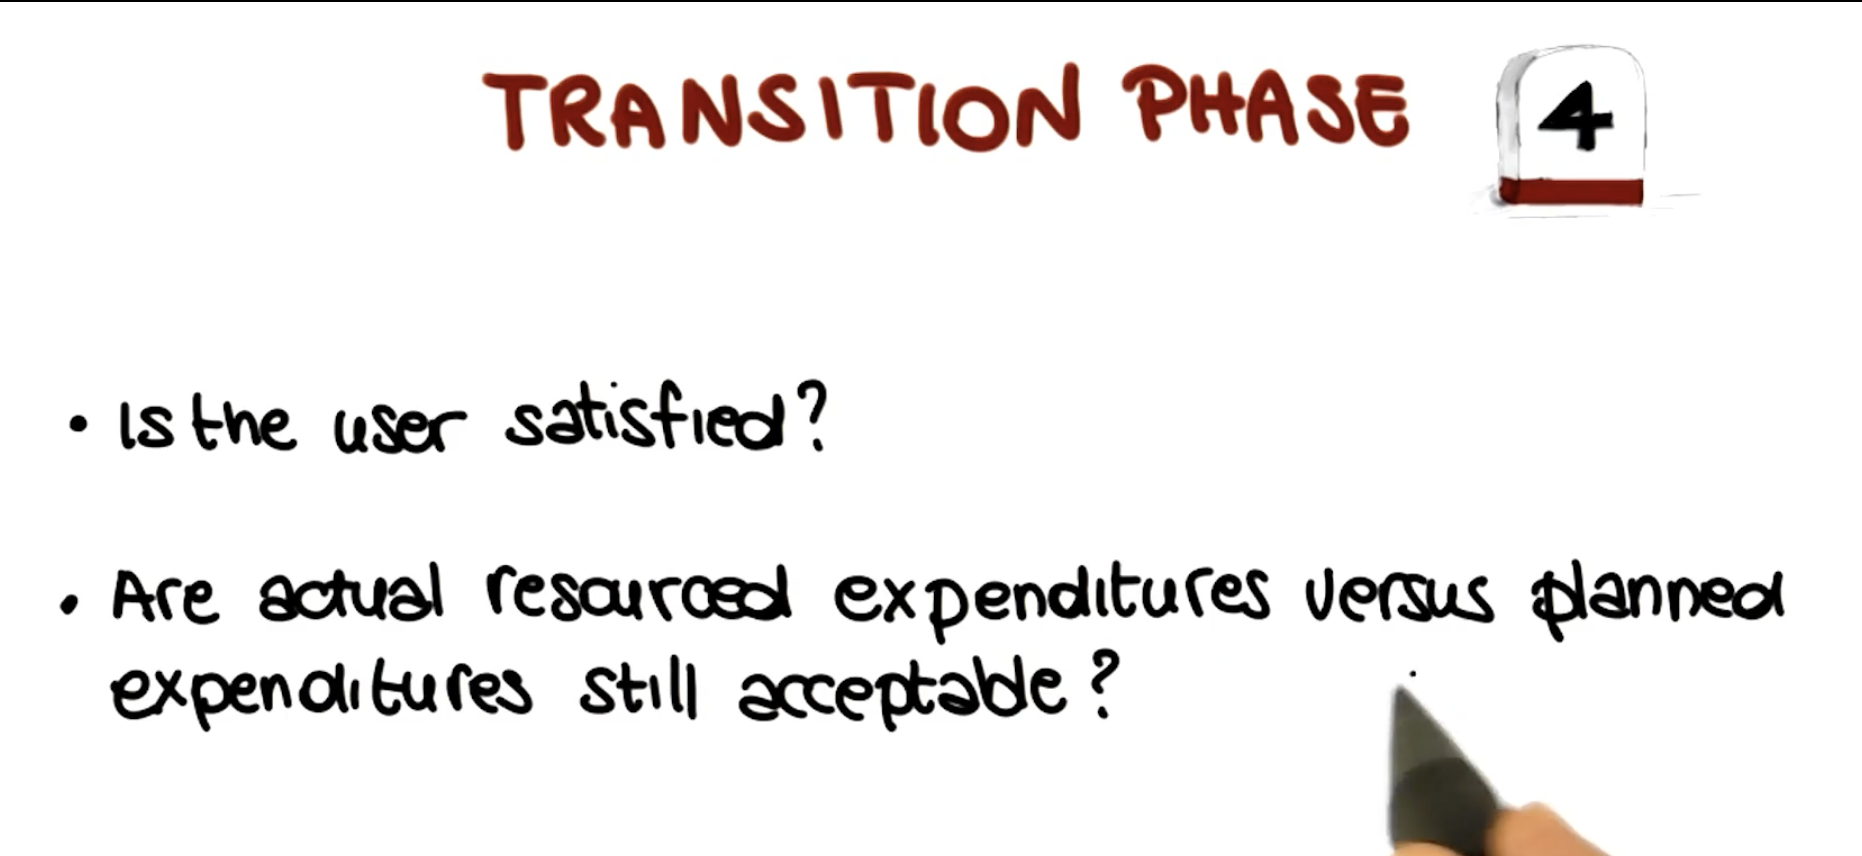 TRANSITION PHASE 4
• Is the user satisfied?
• Are actual resourced expenditures versus planned
expenditures still acceptable?